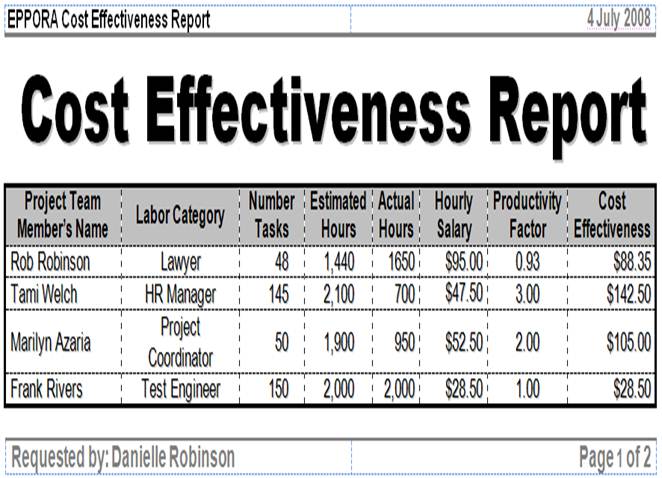 EPPORA Cost Effectiveness Report 4 July 2008
Cost Effectiveness Report
Project Team Member's Name Labor Category Number Tasks Estimated Hours Actual Hours Hourly Salary Productivity Factor Cost Effectiveness
Rob Robinson Lawyer 48 1,440 1650 $95.00 0.93 $88.35
Tami Welch HR Manager 145 2,100 700 $47.50 3.00 $142.50
Marilyn Azaria Project Coordinator 50 1,900 950 $52.50 2.00 $105.00
Frank Rivers Test Engineer 150 2,000 2,000 $28.50 1.00 $28.50
Requested by: Danielle Robinson Page 1 of 2